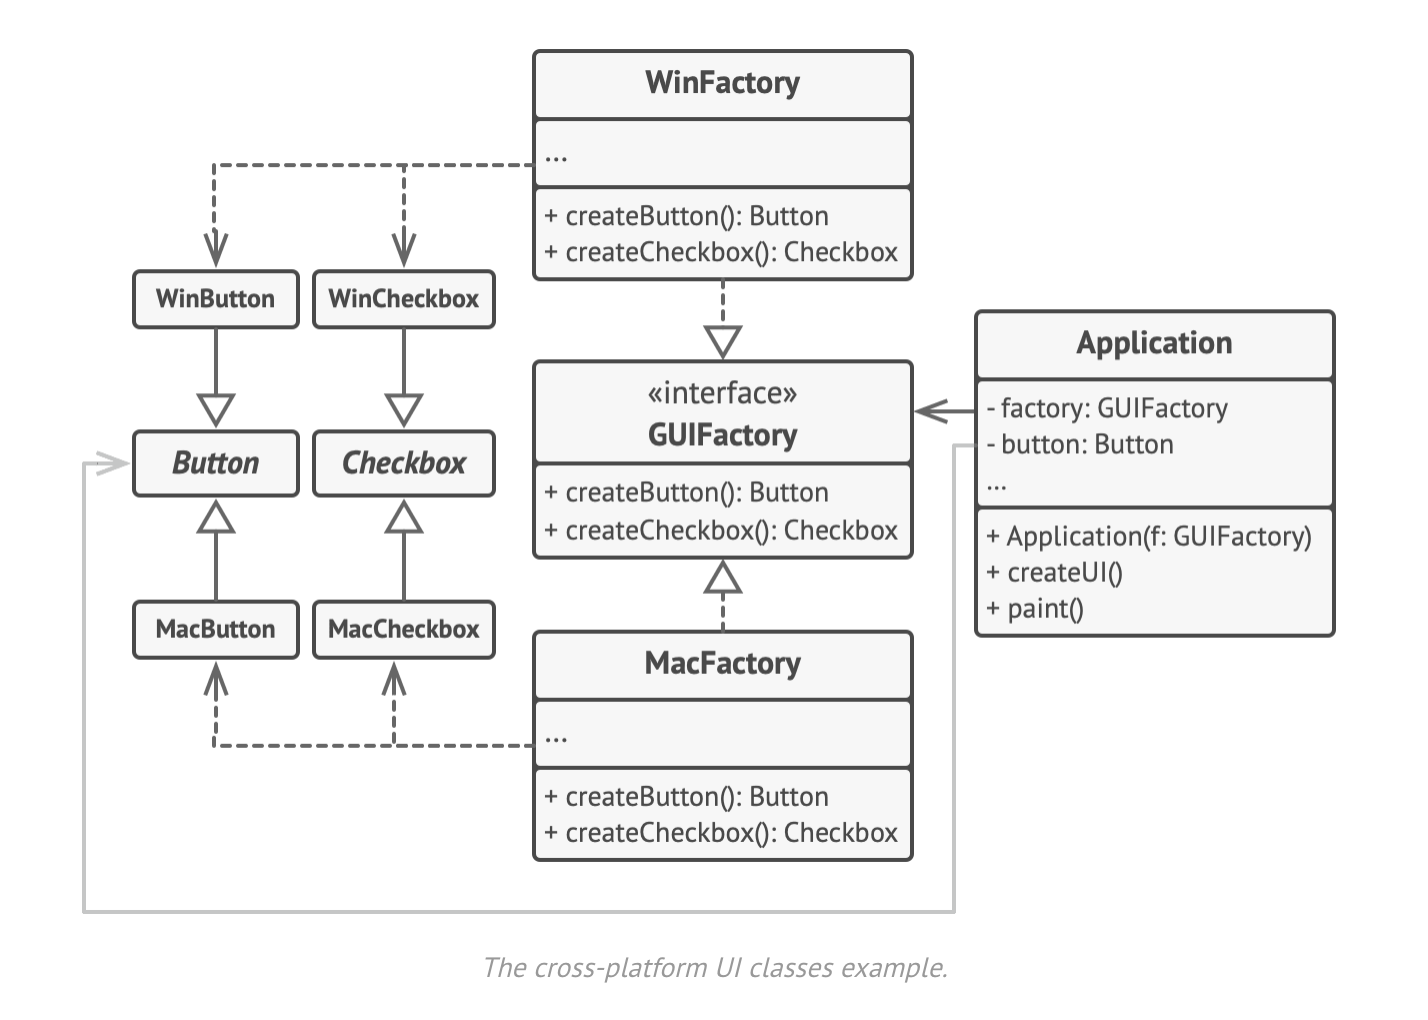 WinFactory
...
+ createButton(): Button
+ createCheckbox(): Checkbox
WinButton
WinCheckbox
Button
Checkbox
MacButton
MacCheckbox
«interface»
GUIFactory
+ createButton(): Button
+ createCheckbox(): Checkbox
Application
- factory: GUIFactory
- button: Button
...
+ Application(f: GUIFactory)
+ createUI()
+ paint()
MacFactory
...
+ createButton(): Button
+ createCheckbox(): Checkbox
The cross-platform UI classes example.